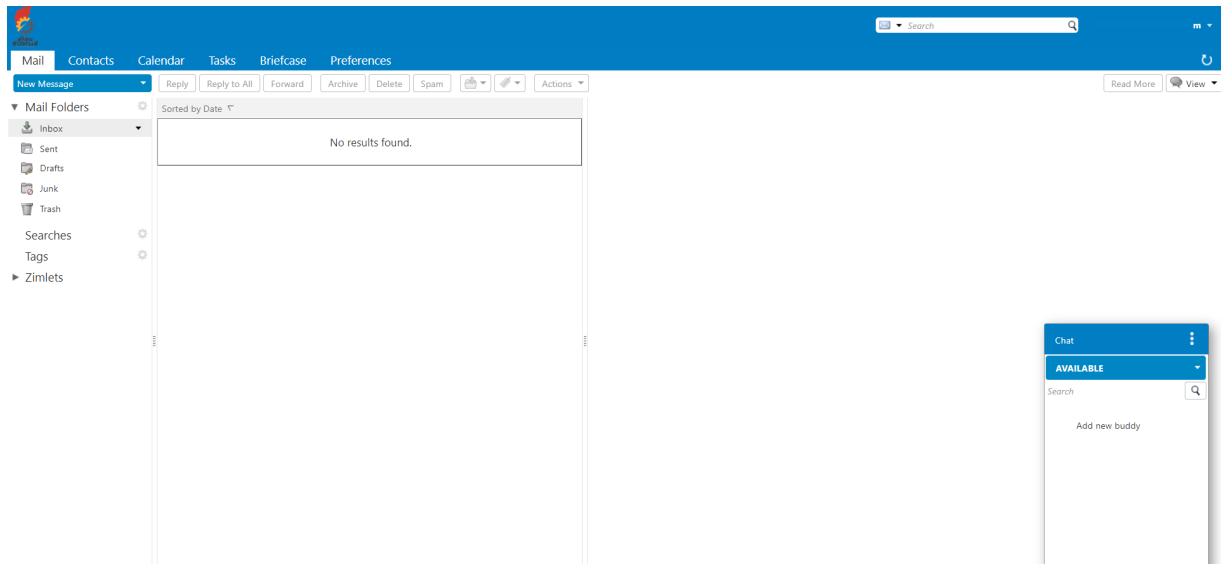 Search
m
Mail Contacts Calendar Tasks Briefcase Preferences
New Message Reply Reply to All Forward Archive Delete Spam Actions Read More View
Mail Folders
Sorted by Date
Inbox
No results found.
Sent
Drafts
Junk
Trash
Searches
Tags
Zimlets
Chat
AVAILABLE
Search
Add new buddy